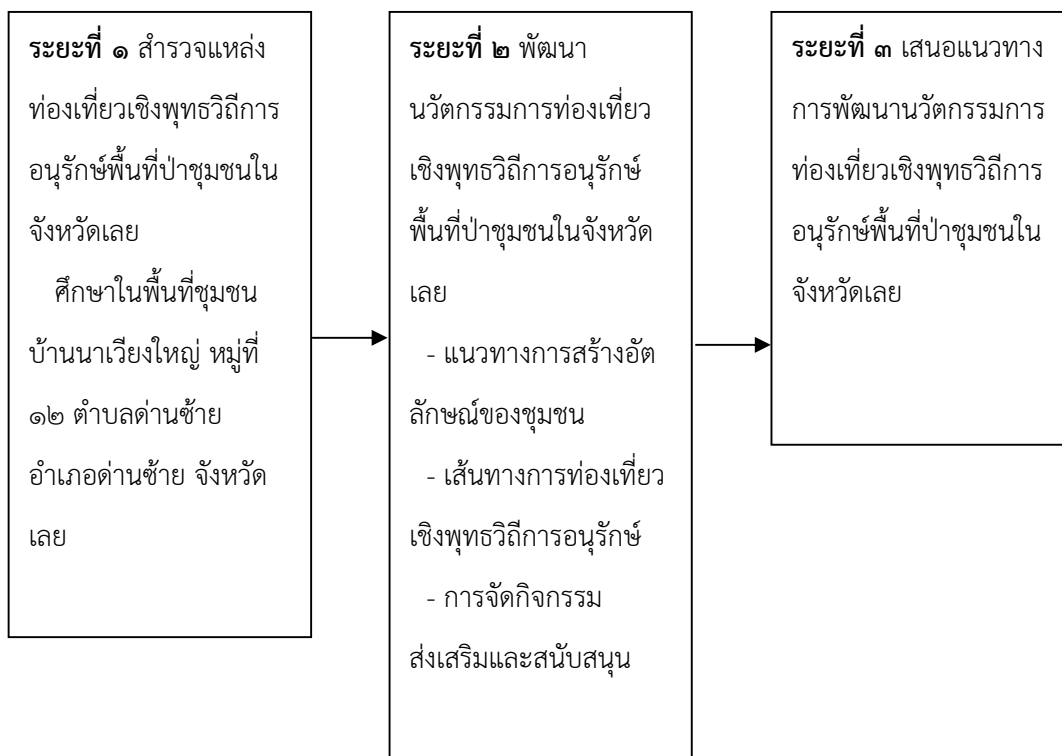 ระยะที่ ๑ สำรวจแหล่ง
ท่องเที่ยวเชิงพุทธวิถีการ
อนุรักษ์พื้นที่ป่าชุมชนใน
จังหวัดเลย
ศึกษาในพื้นที่ชุมชน
บ้านนาเวียงใหญ่ หมู่ที่
๑๒ ตำบลด่านซ้าย
อำเภอด่านซ้าย จังหวัด
เลย
ระยะที่ ๒ พัฒนา
นวัตกรรมการท่องเที่ยว
เชิงพุทธวิถีการอนุรักษ์
พื้นที่ป่าชุมชนในจังหวัด
เลย
- แนวทางการสร้างอัต
ลักษณ์ของชุมชน
- เส้นทางการท่องเที่ยว
เชิงพุทธวิถีการอนุรักษ์
- การจัดกิจกรรม
ส่งเสริมและสนับสนุน
ระยะที่ ๓ เสนอแนวทาง
การพัฒนานวัตกรรมการ
ท่องเที่ยวเชิงพุทธวิถีการ
อนุรักษ์พื้นที่ป่าชุมชนใน
จังหวัดเลย